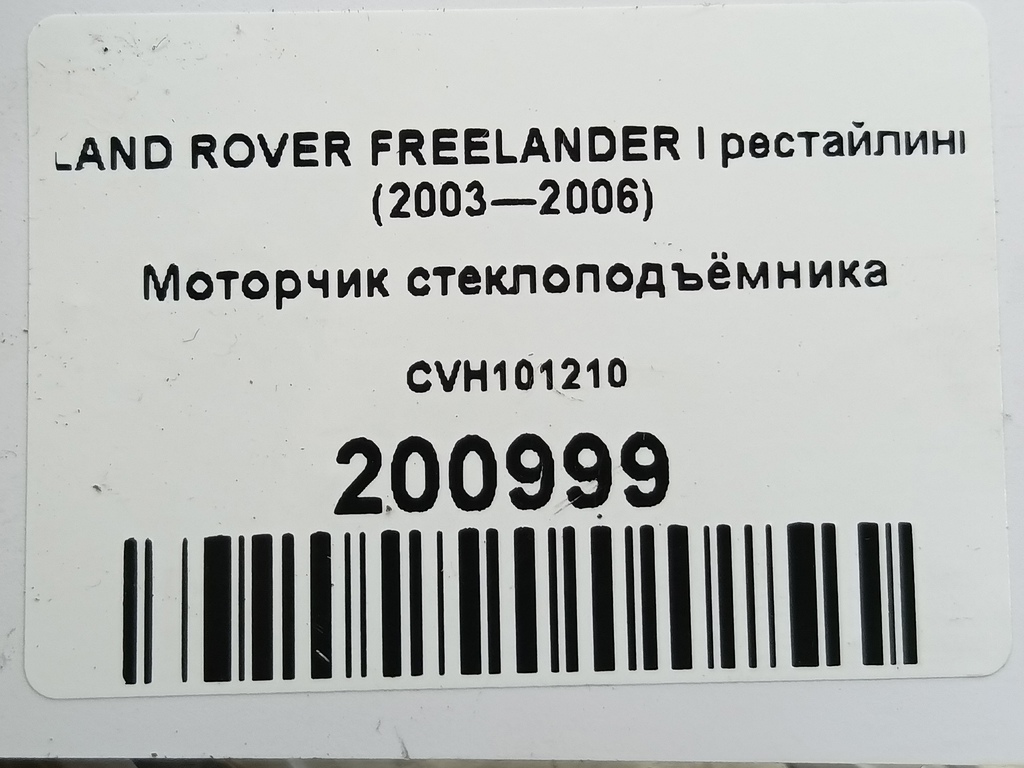 LAND ROVER FREELANDER I рестайлинг
(2003—2006)
Моторчик стеклоподъёмника
CVH101210
200999